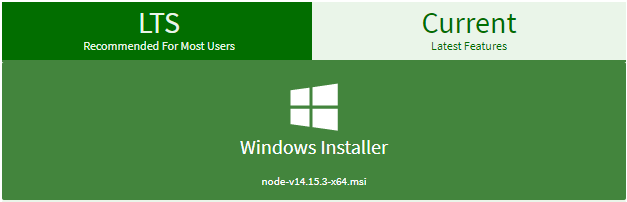 LTS
Recommended For Most Users
Current
Latest Features
Windows Installer
node-v14.15.3-x64.msi